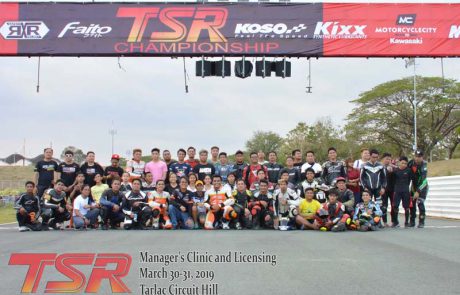 TSR
CHAMPIONSHIP
Faito
KOSO
KixX
MC
MOTORCYCLECITY
Kawasaki
TSR
Manager's Clinic and Licensing
March 30-31, 2019
Tarlac Circuit Hill